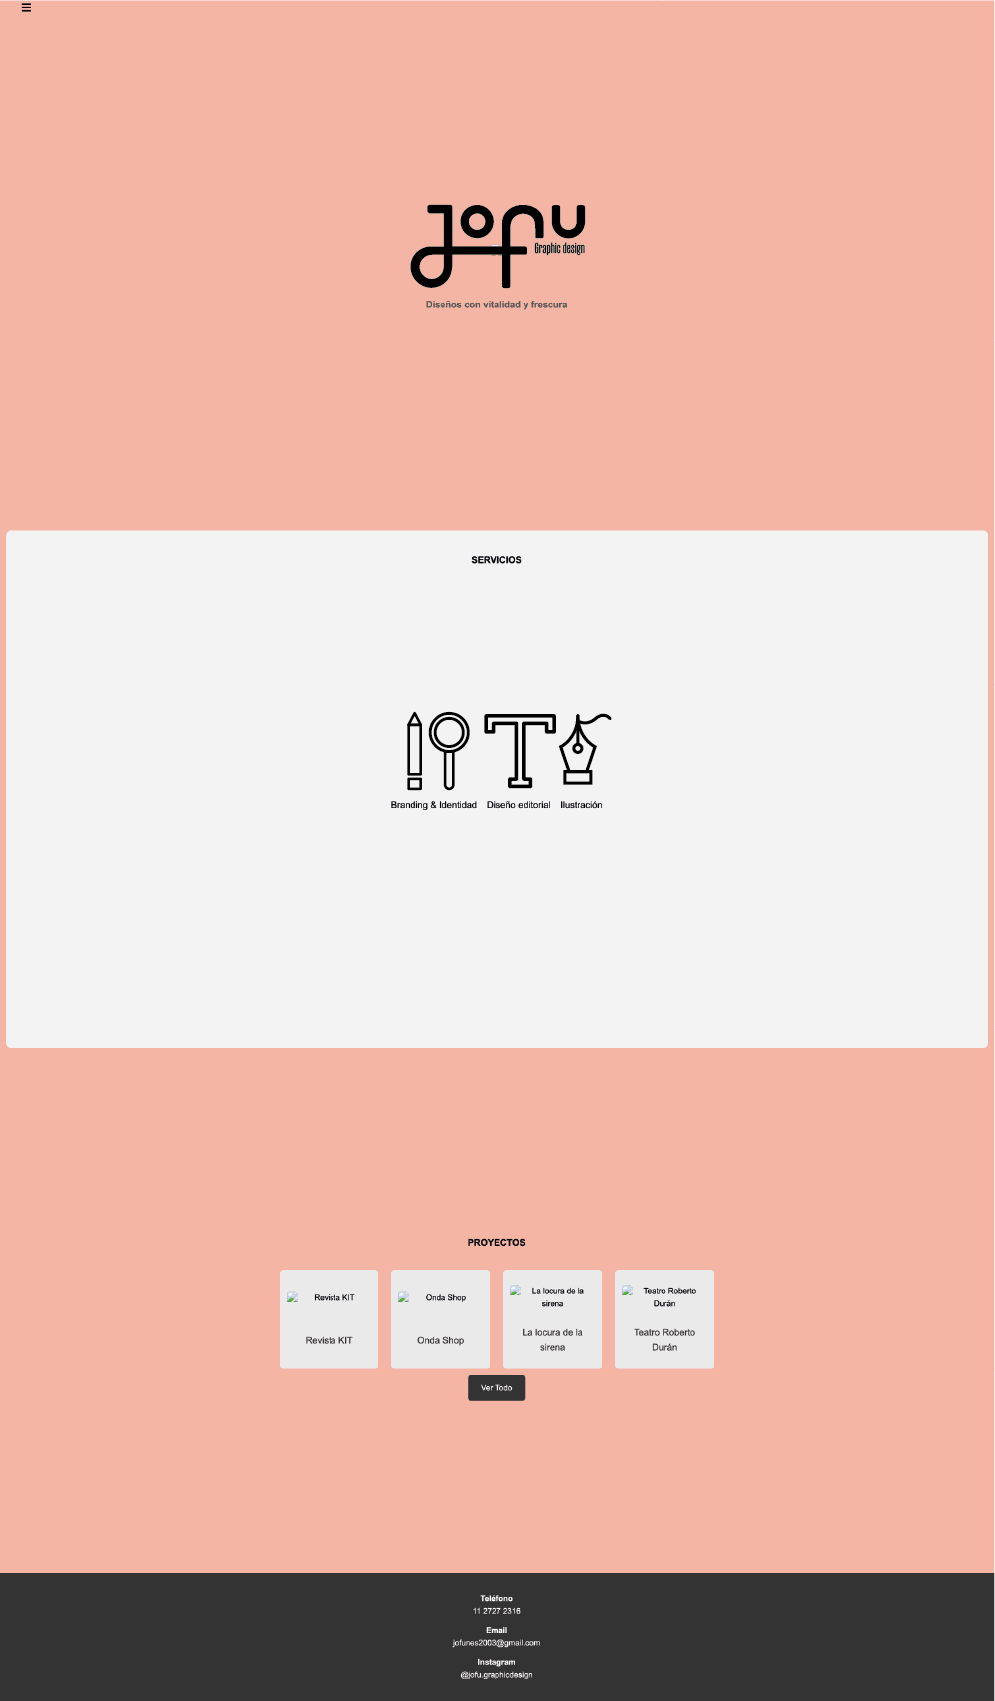 Jofu
Graphic design
Diseños con vitalidad y frescura
SERVICIOS
Branding & Identidad
Diseño editorial
Ilustración
PROYECTOS
Revista KIT
Revista KIT
Onda Shop
Onda Shop
La locura de la
sirena
La locura de la
sirena
Teatro Roberto
Durán
Teatro Roberto
Durán
Ver Todo
Teléfono
11 2727 2316
Email
jofunes2003@gmail.com
Instagram
@jofu.graphicdesign